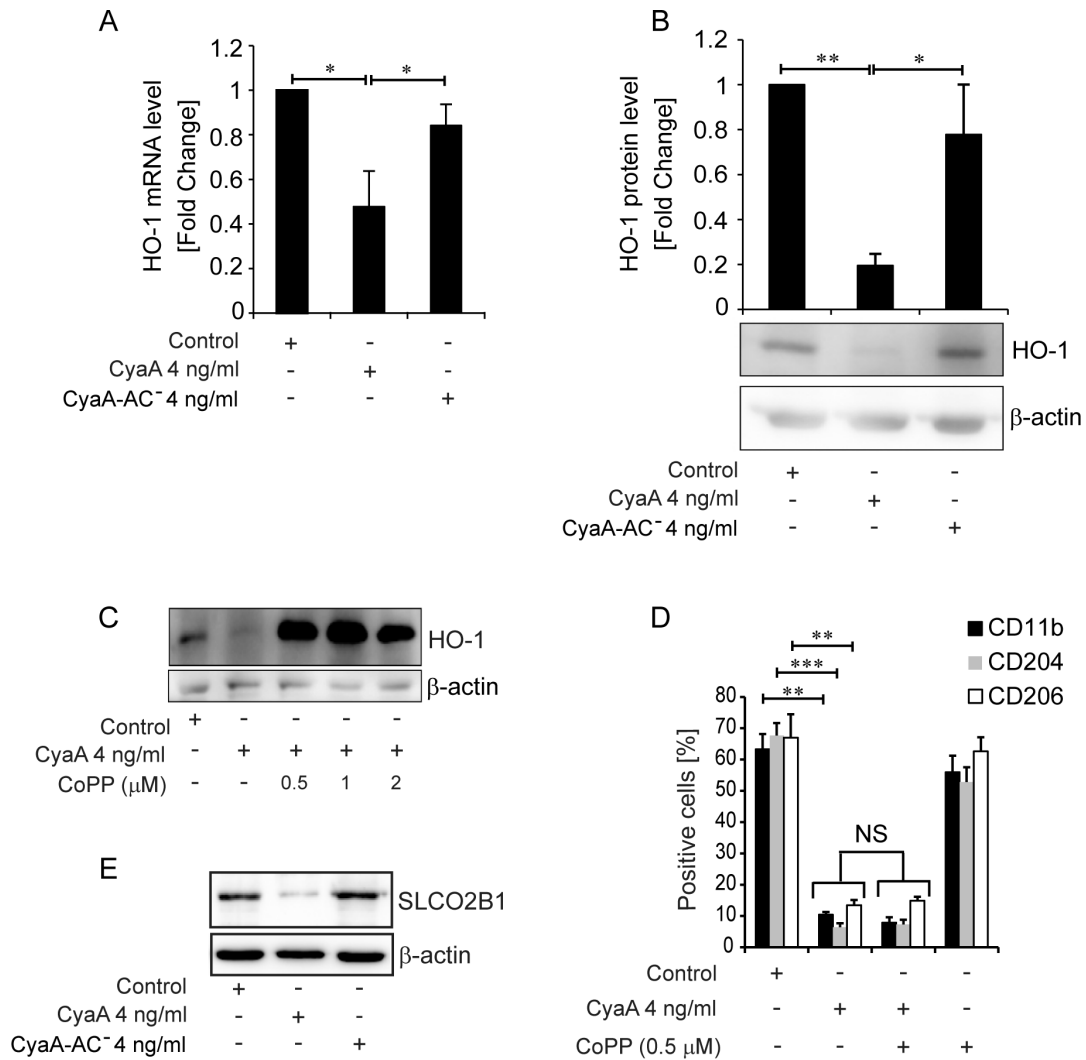 A
HO-1 mRNA level
[Fold Change]
1.2
1
0.8
0.6
0.4
0.2
0
* *
Control + - -
CyaA 4 ng/ml - + -
CyaA-AC⁻ 4 ng/ml - - +
B
HO-1 protein level
[Fold Change]
1.2
1
0.8
0.6
0.4
0.2
0
** *
HO-1
β-actin
Control + - -
CyaA 4 ng/ml - + -
CyaA-AC⁻ 4 ng/ml - - +
C
HO-1
β-actin
Control + - - - -
CyaA 4 ng/ml - + + + +
CoPP (μM) - - 0.5 1 2
D
CD11b
CD204
CD206
**
***
**
Positive cells [%]
80
70
60
50
40
30
20
10
0
NS
Control + - - -
CyaA 4 ng/ml - + + -
CoPP (0.5 μM) - - + +
E
SLCO2B1
β-actin
Control + - -
CyaA 4 ng/ml - + -
CyaA-AC⁻ 4 ng/ml - - +